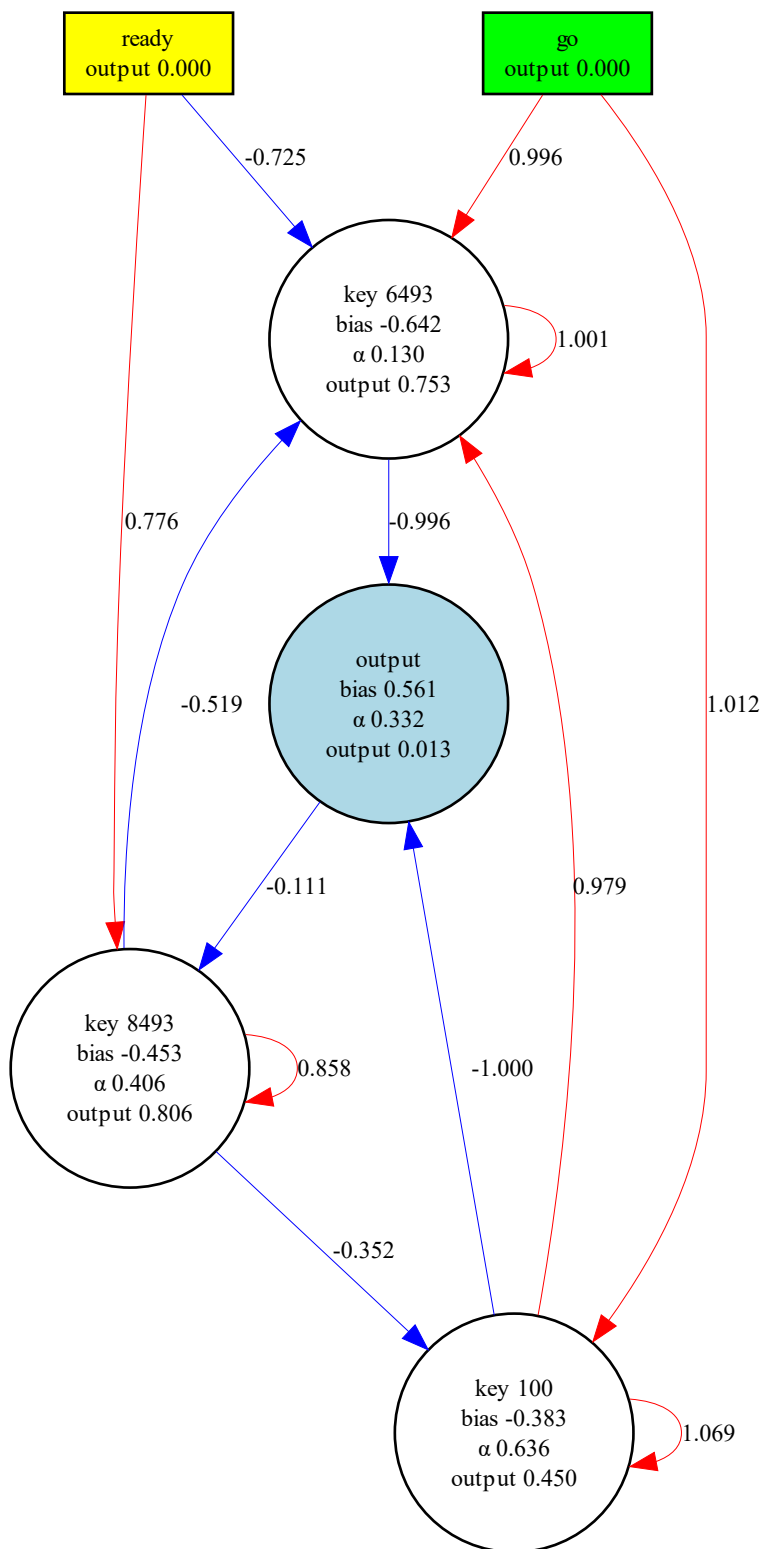 ready
output 0.000
go
output 0.000
-0.725
0.996
key 6493
bias -0.642
α 0.130
output 0.753
1.001
0.776
-0.996
output
bias 0.561
α 0.332
output 0.013
-0.519
1.012
-0.111
0.979
key 8493
bias -0.453
α 0.406
output 0.806
0.858
-1.000
-0.352
key 100
bias -0.383
α 0.636
output 0.450
1.069